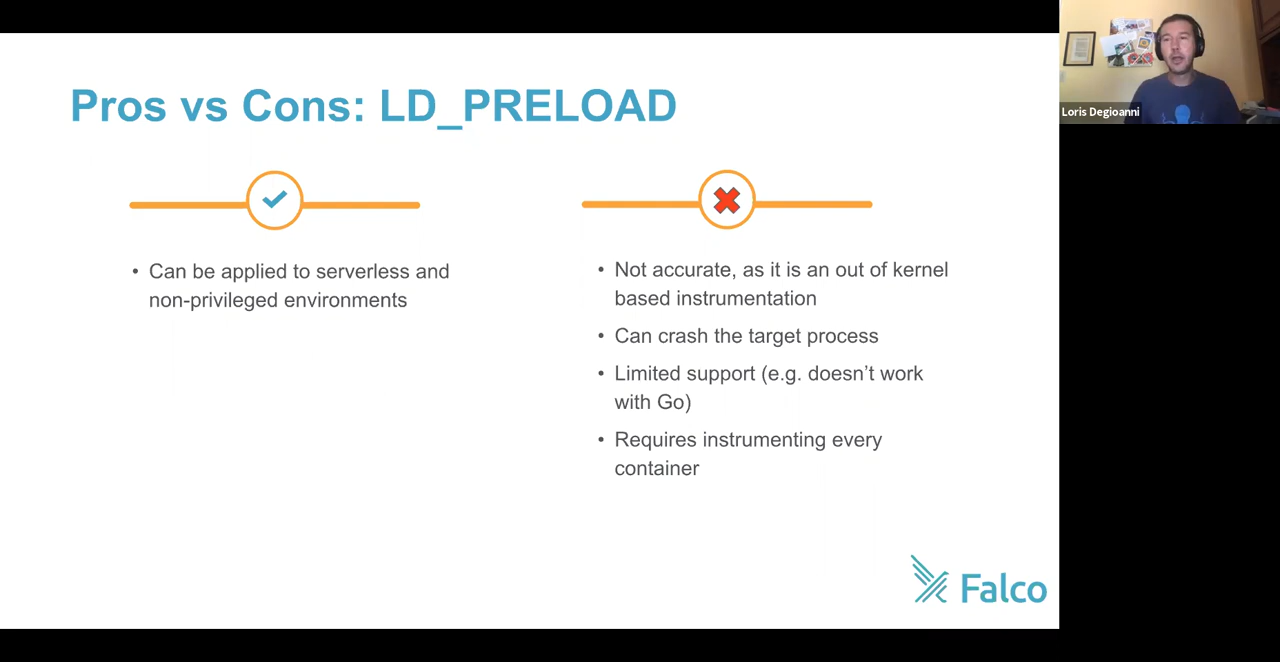 Pros vs Cons: LD_PRELOAD
• Can be applied to serverless and
non-privileged environments
• Not accurate, as it is an out of kernel
based instrumentation
• Can crash the target process
• Limited support (e.g. doesn’t work
with Go)
• Requires instrumenting every
container
Falco
Loris Degioanni